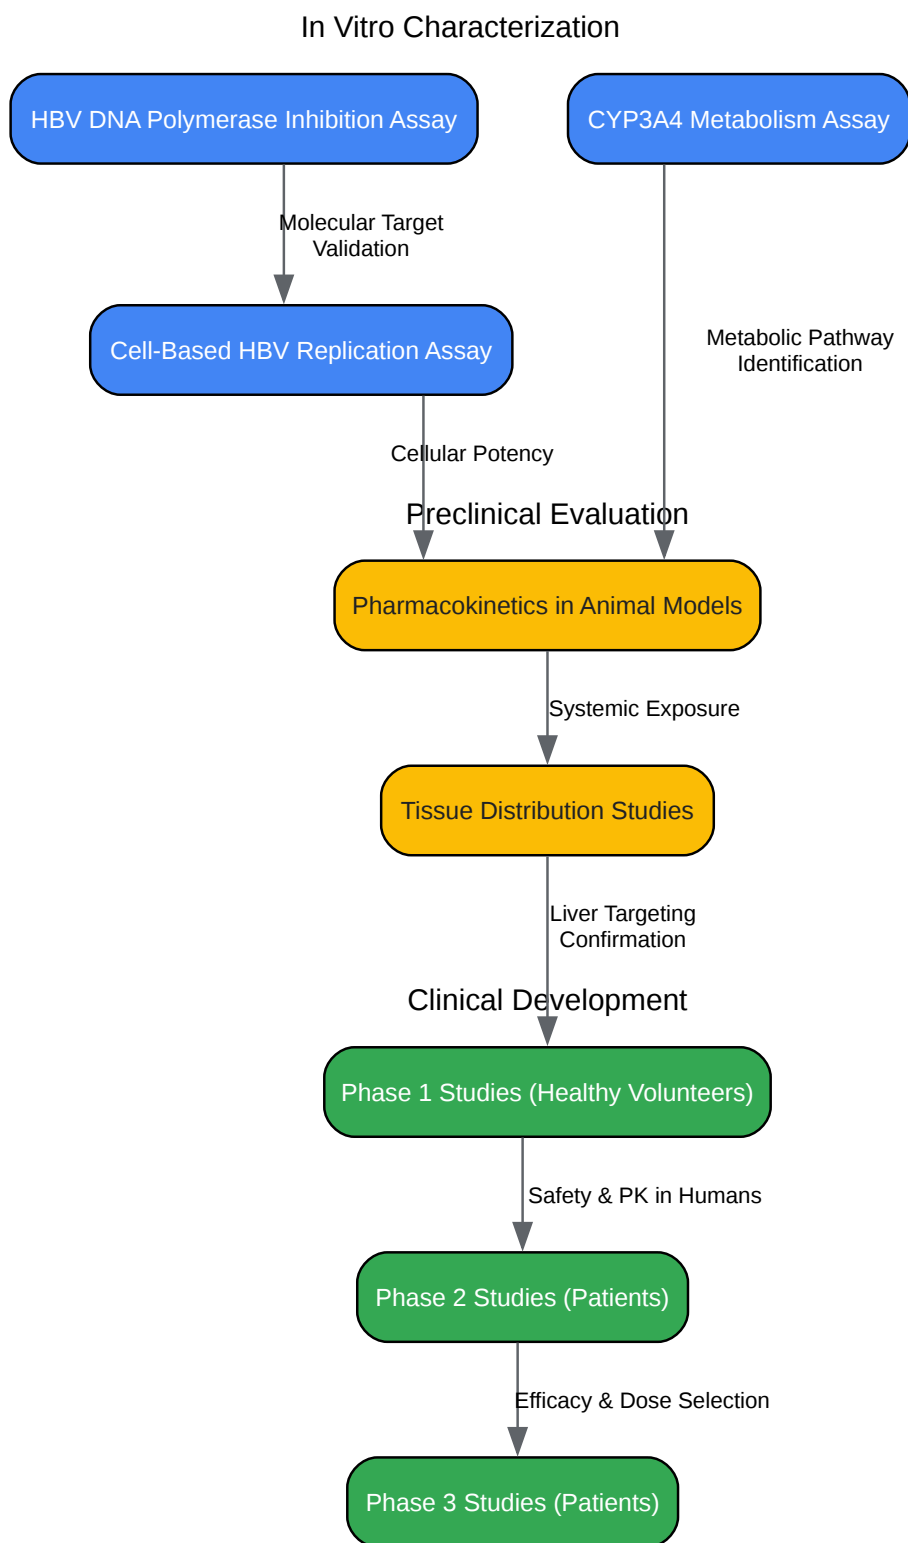 In Vitro Characterization
HBV DNA Polymerase Inhibition Assay
CYP3A4 Metabolism Assay
Molecular Target
Validation
Cell-Based HBV Replication Assay
Metabolic Pathway
Identification
Cellular Potency
Preclinical Evaluation
Pharmacokinetics in Animal Models
Systemic Exposure
Tissue Distribution Studies
Liver Targeting
Confirmation
Clinical Development
Phase 1 Studies (Healthy Volunteers)
Safety & PK in Humans
Phase 2 Studies (Patients)
Efficacy & Dose Selection
Phase 3 Studies (Patients)